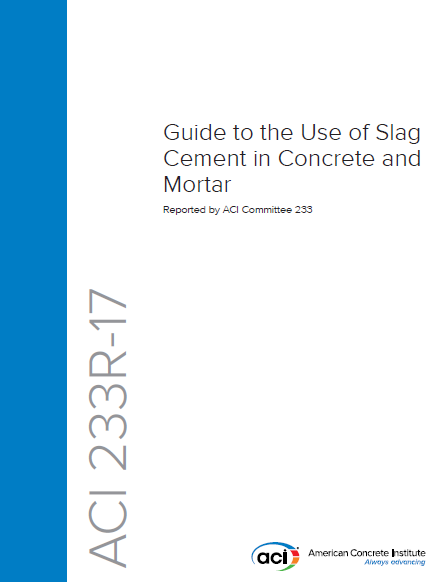 Guide to the Use of Slag
Cement in Concrete and
Mortar
Reported by ACI Committee 233
ACI 233R-17
aci
American Concrete Institute
Always advancing